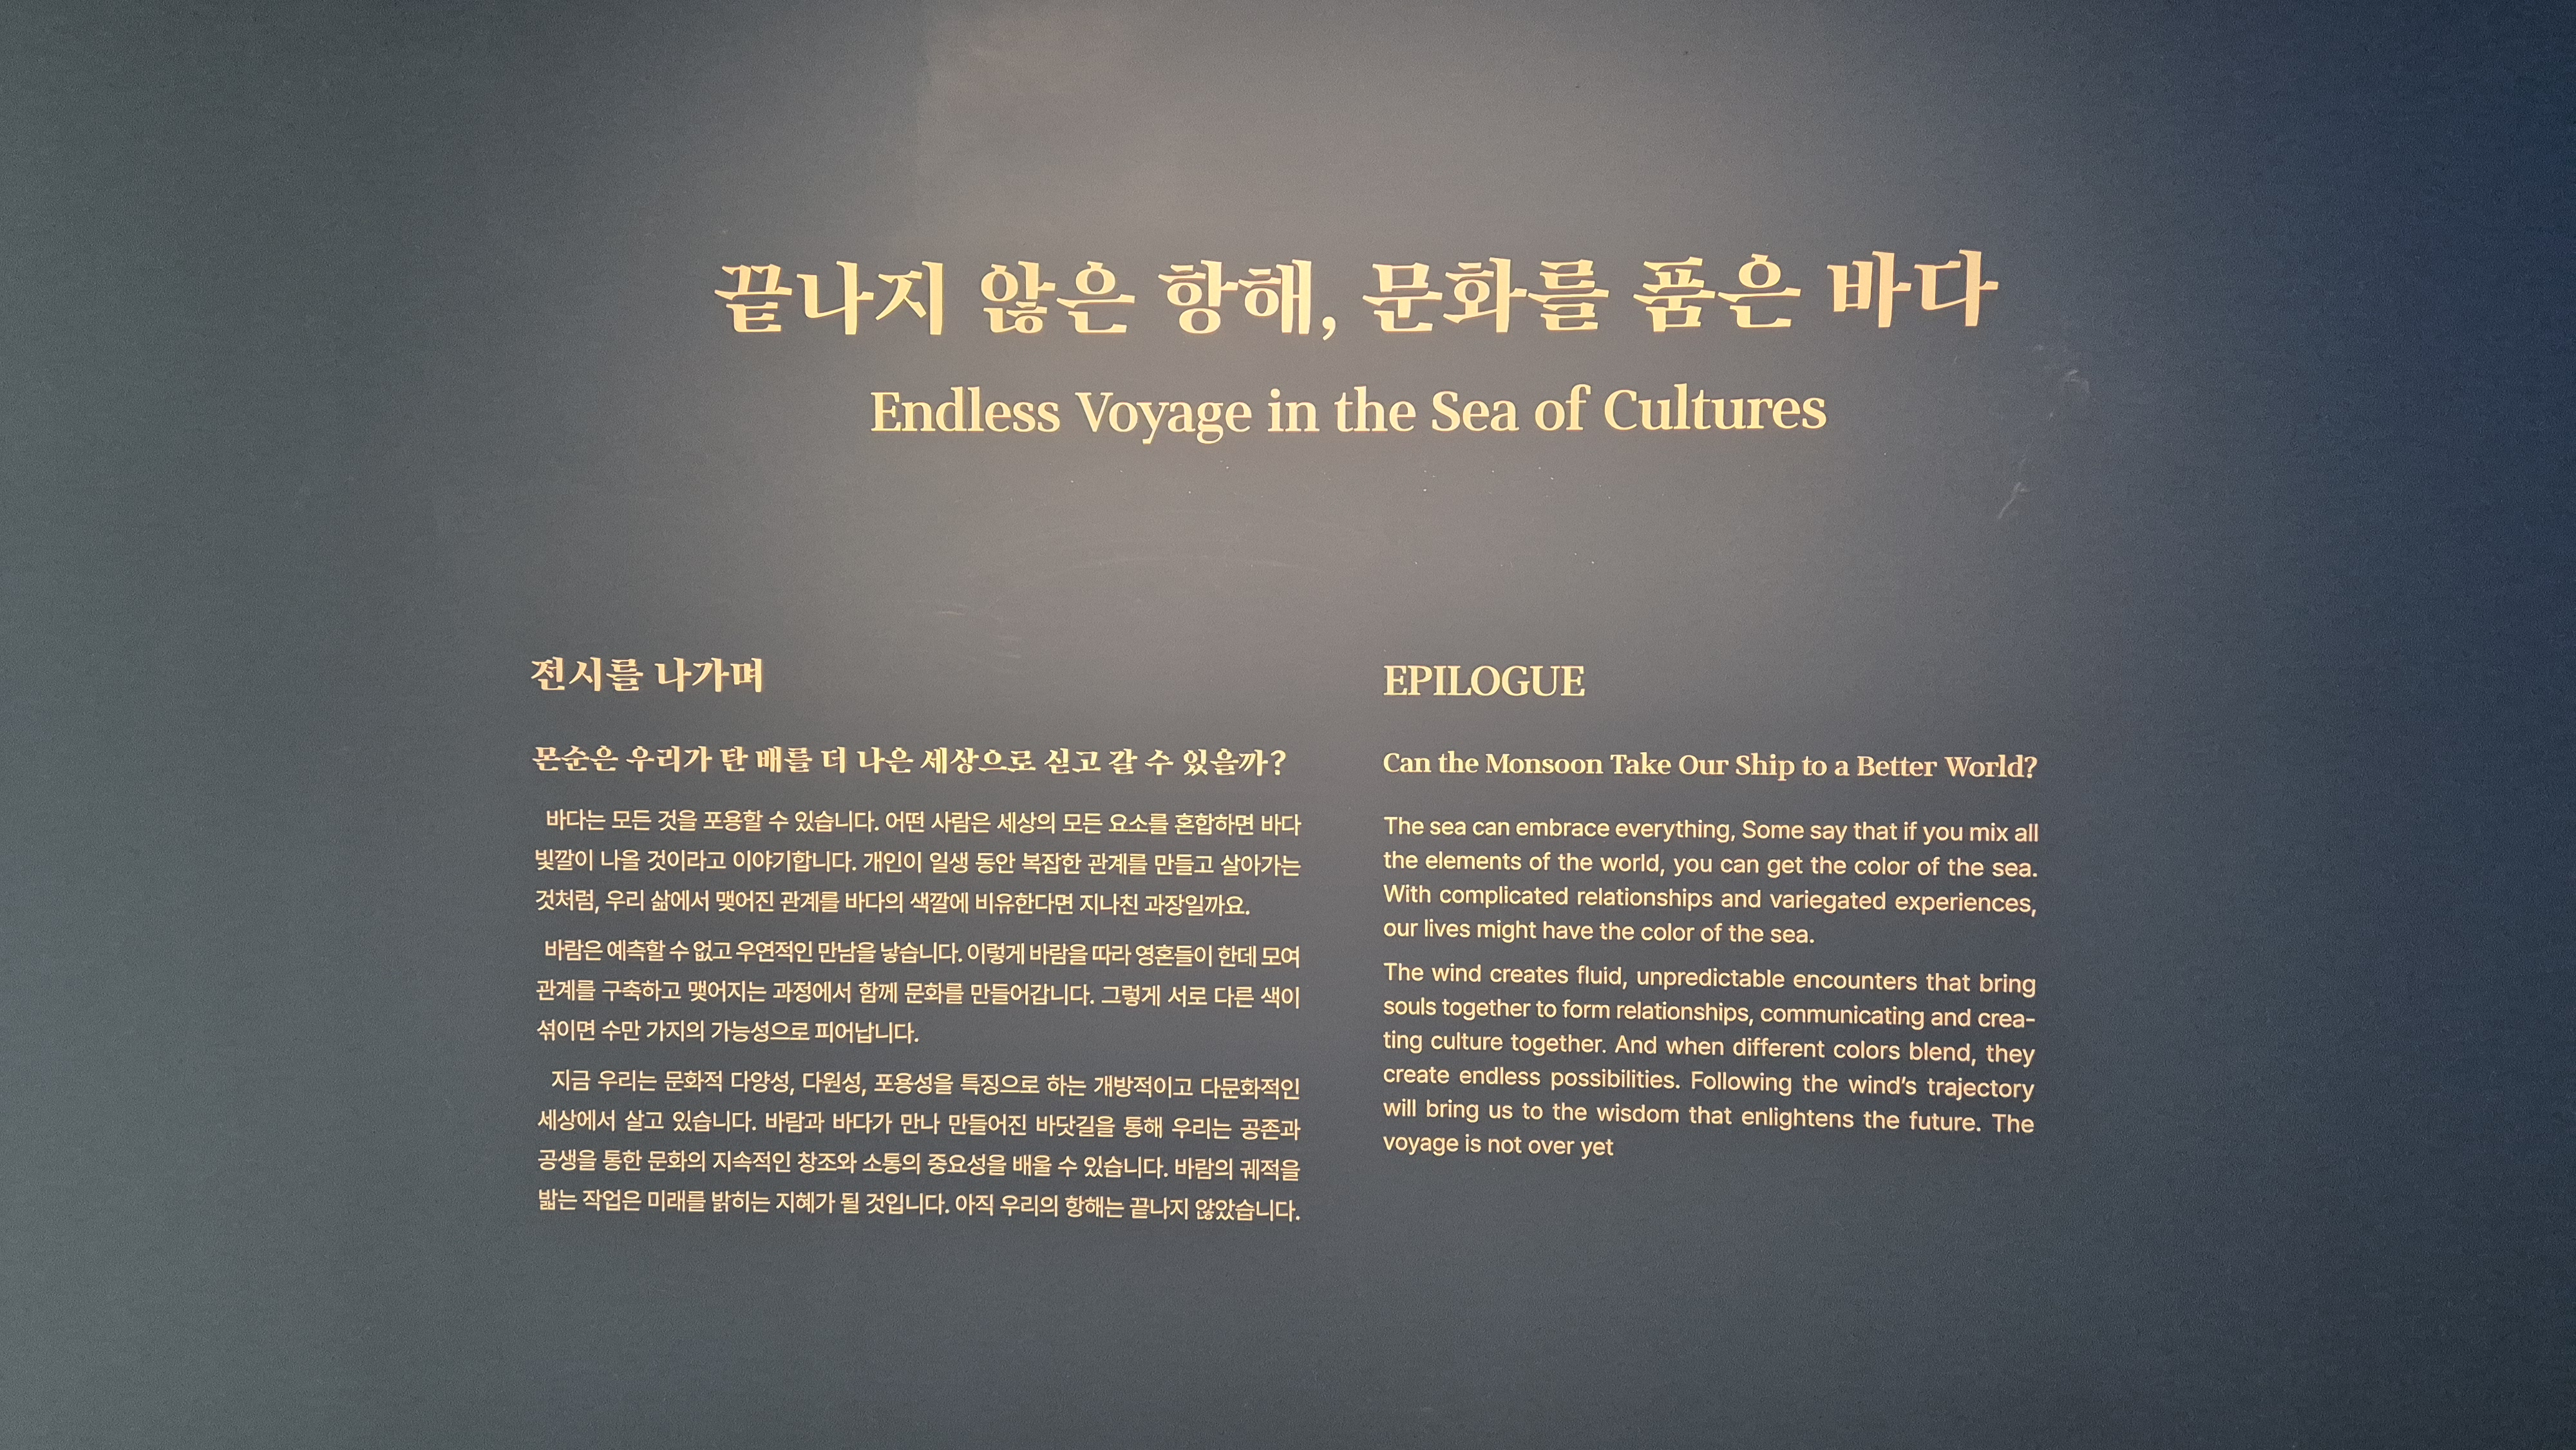 끝나지 않은 항해, 문화를 품은 바다
Endless Voyage in the Sea of Cultures
전시를 나가며
몬순은 우리가 탄 배를 더 나은 세상으로 싣고 갈 수 있을까?
바다는 모든 것을 포용할 수 있습니다. 어떤 사람은 세상의 모든 요소를 혼합하면 바다
빛깔이 나올 것이라고 이야기합니다. 개인이 일생 동안 복잡한 관계를 만들고 살아가는
것처럼, 우리 삶에서 맺어진 관계를 바다의 색깔에 비유한다면 지나친 과장일까요.
바람은 예측할 수 없고 우연적인 만남을 낳습니다. 이렇게 바람을 따라 영혼들이 한데 모여
관계를 구축하고 맺어지는 과정에서 함께 문화를 만들어갑니다. 그렇게 서로 다른 색이
섞이면 수만 가지의 가능성으로 피어납니다.
지금 우리는 문화적 다양성, 다원성, 포용성을 특징으로 하는 개방적이고 다문화적인
세상에서 살고 있습니다. 바람과 바다가 만나 만들어진 바닷길을 통해 우리는 공존과
공생을 통한 문화의 지속적인 창조와 소통의 중요성을 배울 수 있습니다. 바람의 궤적을
밟는 작업은 미래를 밝히는 지혜가 될 것입니다. 아직 우리의 항해는 끝나지 않았습니다.
EPILOGUE
Can the Monsoon Take Our Ship to a Better World?
The sea can embrace everything, Some say that if you mix all
the elements of the world, you can get the color of the sea.
With complicated relationships and variegated experiences,
our lives might have the color of the sea.
The wind creates fluid, unpredictable encounters that bring
souls together to form relationships, communicating and crea-
ting culture together. And when different colors blend, they
create endless possibilities. Following the wind's trajectory
will bring us to the wisdom that enlightens the future. The
voyage is not over yet